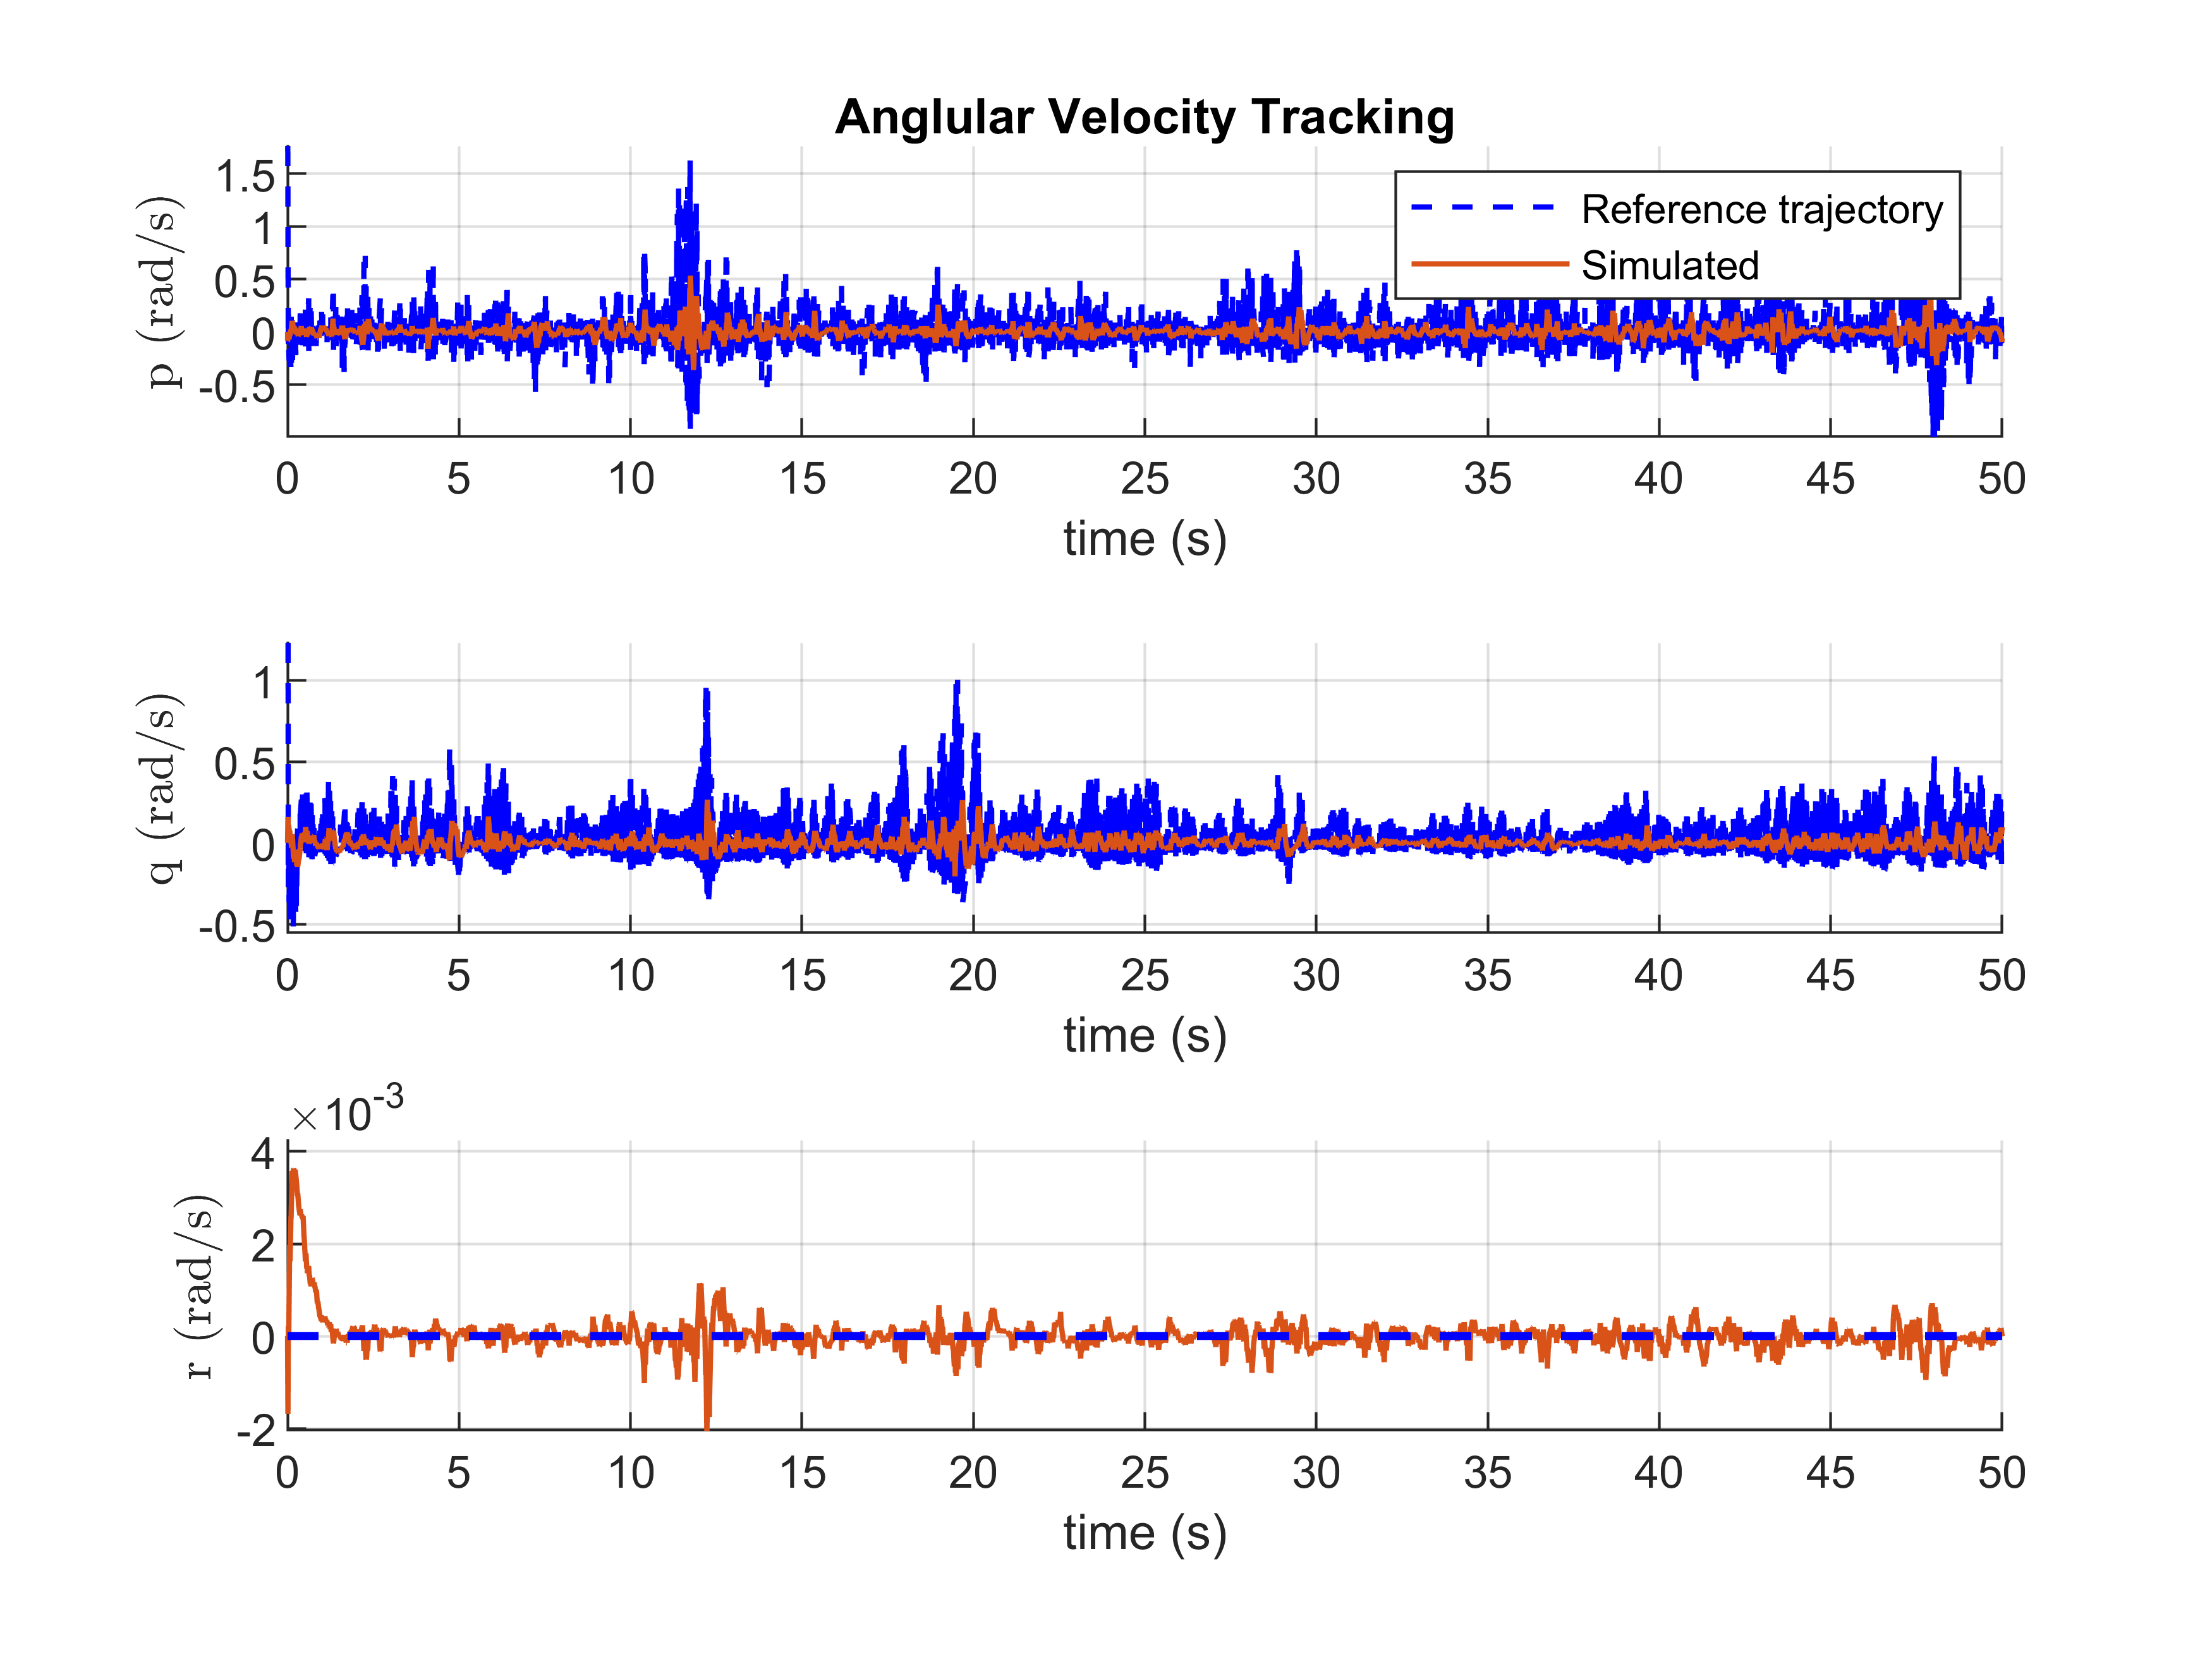 Anglular Velocity Tracking
p (rad/s)
1.5
1
0.5
0
-0.5
Reference trajectory
Simulated
0 5 10 15 20 25 30 35 40 45 50
time (s)
q (rad/s)
1
0.5
0
-0.5
0 5 10 15 20 25 30 35 40 45 50
time (s)
×10-3
r (rad/s)
4
2
0
-2
0 5 10 15 20 25 30 35 40 45 50
time (s)